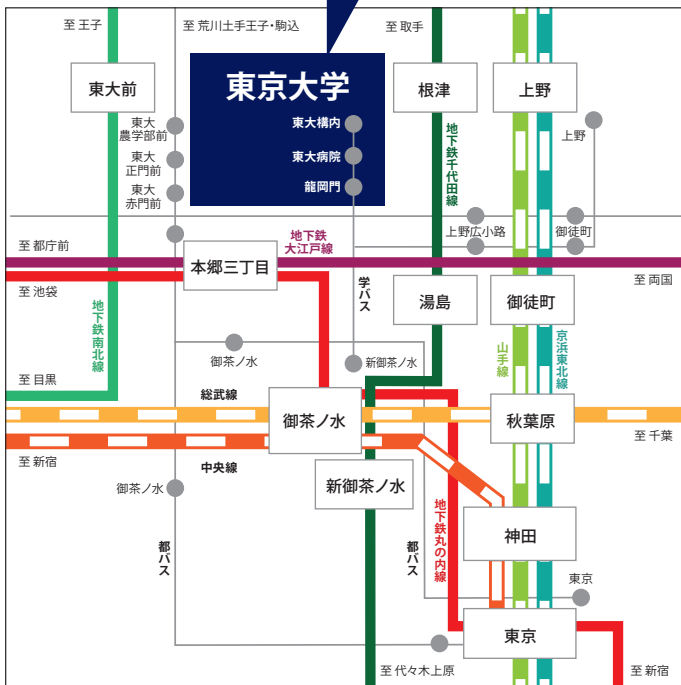 至 王子
至 荒川土手王子・駒込
至 取手
東京大学
東大前
根津
上野
東大
農学部前
東大構内
上野
地下鉄千代田線
東大
正門前
東大病院
東大
赤門前
龍岡門
上野広小路
御徒町
至 都庁前
地下鉄
大江戸線
本郷三丁目
至 両国
至 池袋
学バス
湯島
御徒町
地下鉄南北線
山手線
京浜東北線
御茶ノ水
新御茶ノ水
至 目黒
総武線
御茶ノ水
秋葉原
至 千葉
至 新宿
中央線
御茶ノ水
新御茶ノ水
地下鉄丸の内線
神田
都バス
都バス
東京
東京
至 代々木上原
至 新宿